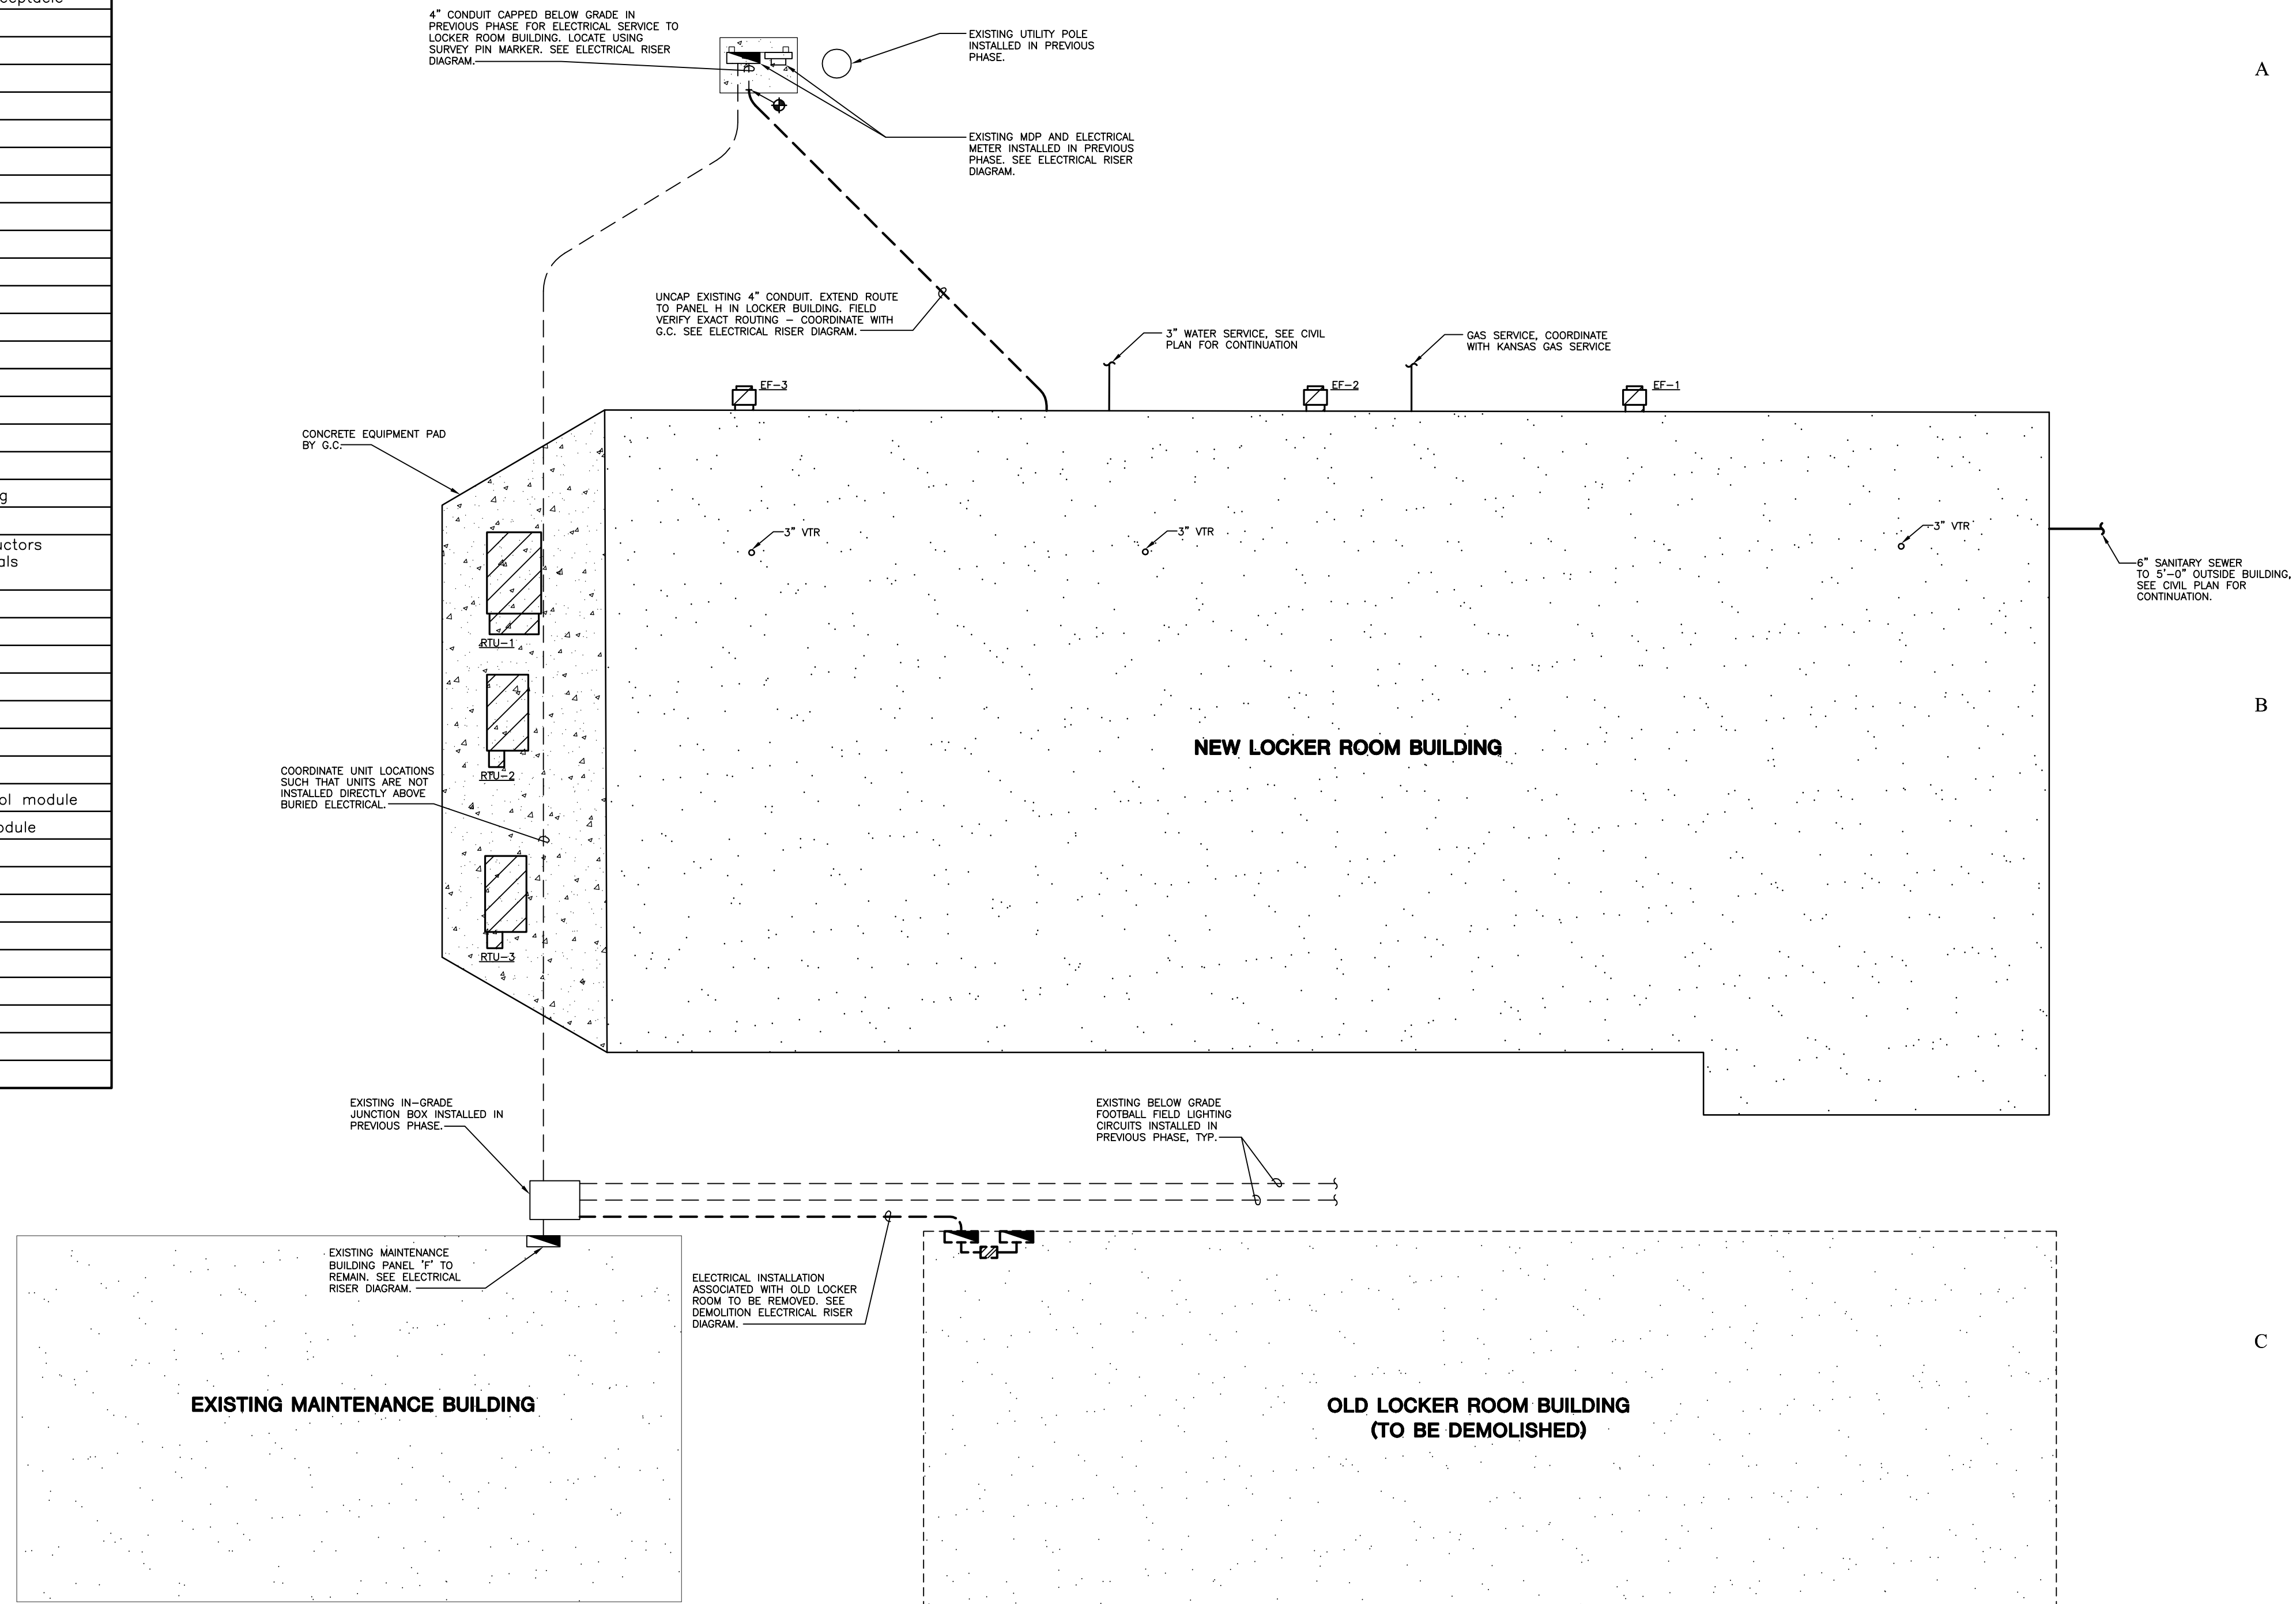 4" CONDUIT CAPPED BELOW GRADE IN
PREVIOUS PHASE FOR ELECTRICAL SERVICE TO
LOCKER ROOM BUILDING. LOCATE USING
SURVEY PIN MARKER. SEE ELECTRICAL RISER
DIAGRAM.
EXISTING UTILITY POLE
INSTALLED IN PREVIOUS
PHASE.
A
EXISTING MDP AND ELECTRICAL
METER INSTALLED IN PREVIOUS
PHASE. SEE ELECTRICAL RISER
DIAGRAM.
UNCAP EXISTING 4" CONDUIT. EXTEND ROUTE
TO PANEL H IN LOCKER BUILDING. FIELD
VERIFY EXACT ROUTING – COORDINATE WITH
G.C. SEE ELECTRICAL RISER DIAGRAM.
3" WATER SERVICE, SEE CIVIL
PLAN FOR CONTINUATION
GAS SERVICE, COORDINATE
WITH KANSAS GAS SERVICE
EF-3
EF-2
EF-1
CONCRETE EQUIPMENT PAD
BY G.C.
g
uctors
als
3" VTR
3" VTR
3" VTR
6" SANITARY SEWER
TO 5'-0" OUTSIDE BUILDING,
SEE CIVIL PLAN FOR
CONTINUATION.
RTU-1
B
NEW LOCKER ROOM BUILDING
RTU-2
COORDINATE UNIT LOCATIONS
SUCH THAT UNITS ARE NOT
INSTALLED DIRECTLY ABOVE
BURIED ELECTRICAL.
ol module
odule
RTU-3
EXISTING IN-GRADE
JUNCTION BOX INSTALLED IN
PREVIOUS PHASE.
EXISTING BELOW GRADE
FOOTBALL FIELD LIGHTING
CIRCUITS INSTALLED IN
PREVIOUS PHASE, TYP.
EXISTING MAINTENANCE
BUILDING PANEL 'F' TO
REMAIN. SEE ELECTRICAL
RISER DIAGRAM.
ELECTRICAL INSTALLATION
ASSOCIATED WITH OLD LOCKER
ROOM TO BE REMOVED. SEE
DEMOLITION ELECTRICAL RISER
DIAGRAM.
C
EXISTING MAINTENANCE BUILDING
OLD LOCKER ROOM BUILDING
(TO BE DEMOLISHED)